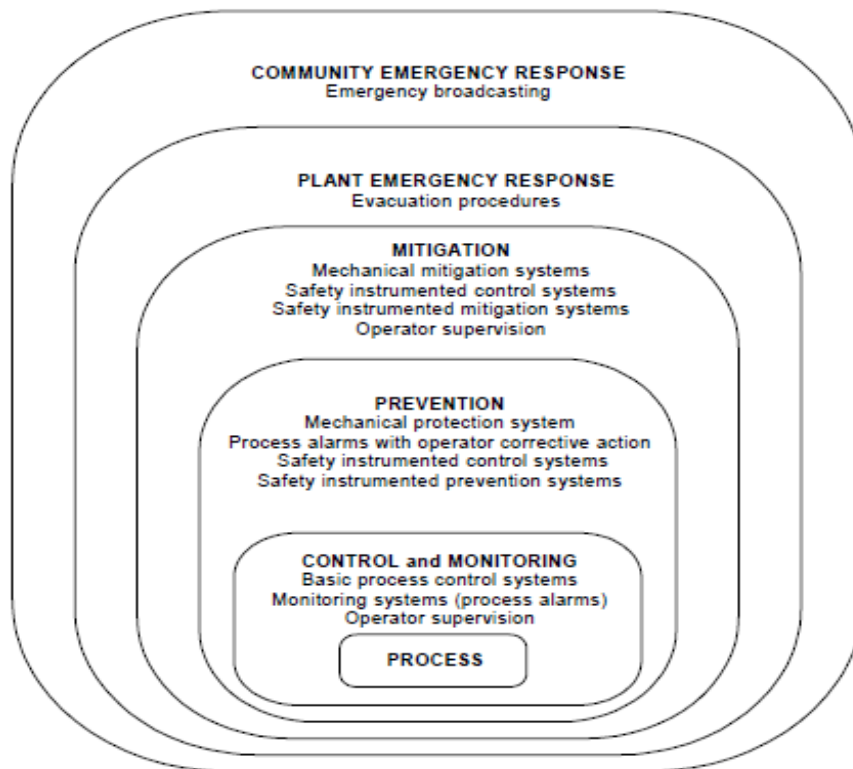 COMMUNITY EMERGENCY RESPONSE
Emergency broadcasting
PLANT EMERGENCY RESPONSE
Evacuation procedures
MITIGATION
Mechanical mitigation systems
Safety instrumented control systems
Safety instrumented mitigation systems
Operator supervision
PREVENTION
Mechanical protection system
Process alarms with operator corrective action
Safety instrumented control systems
Safety instrumented prevention systems
CONTROL and MONITORING
Basic process control systems
Monitoring systems (process alarms)
Operator supervision
PROCESS